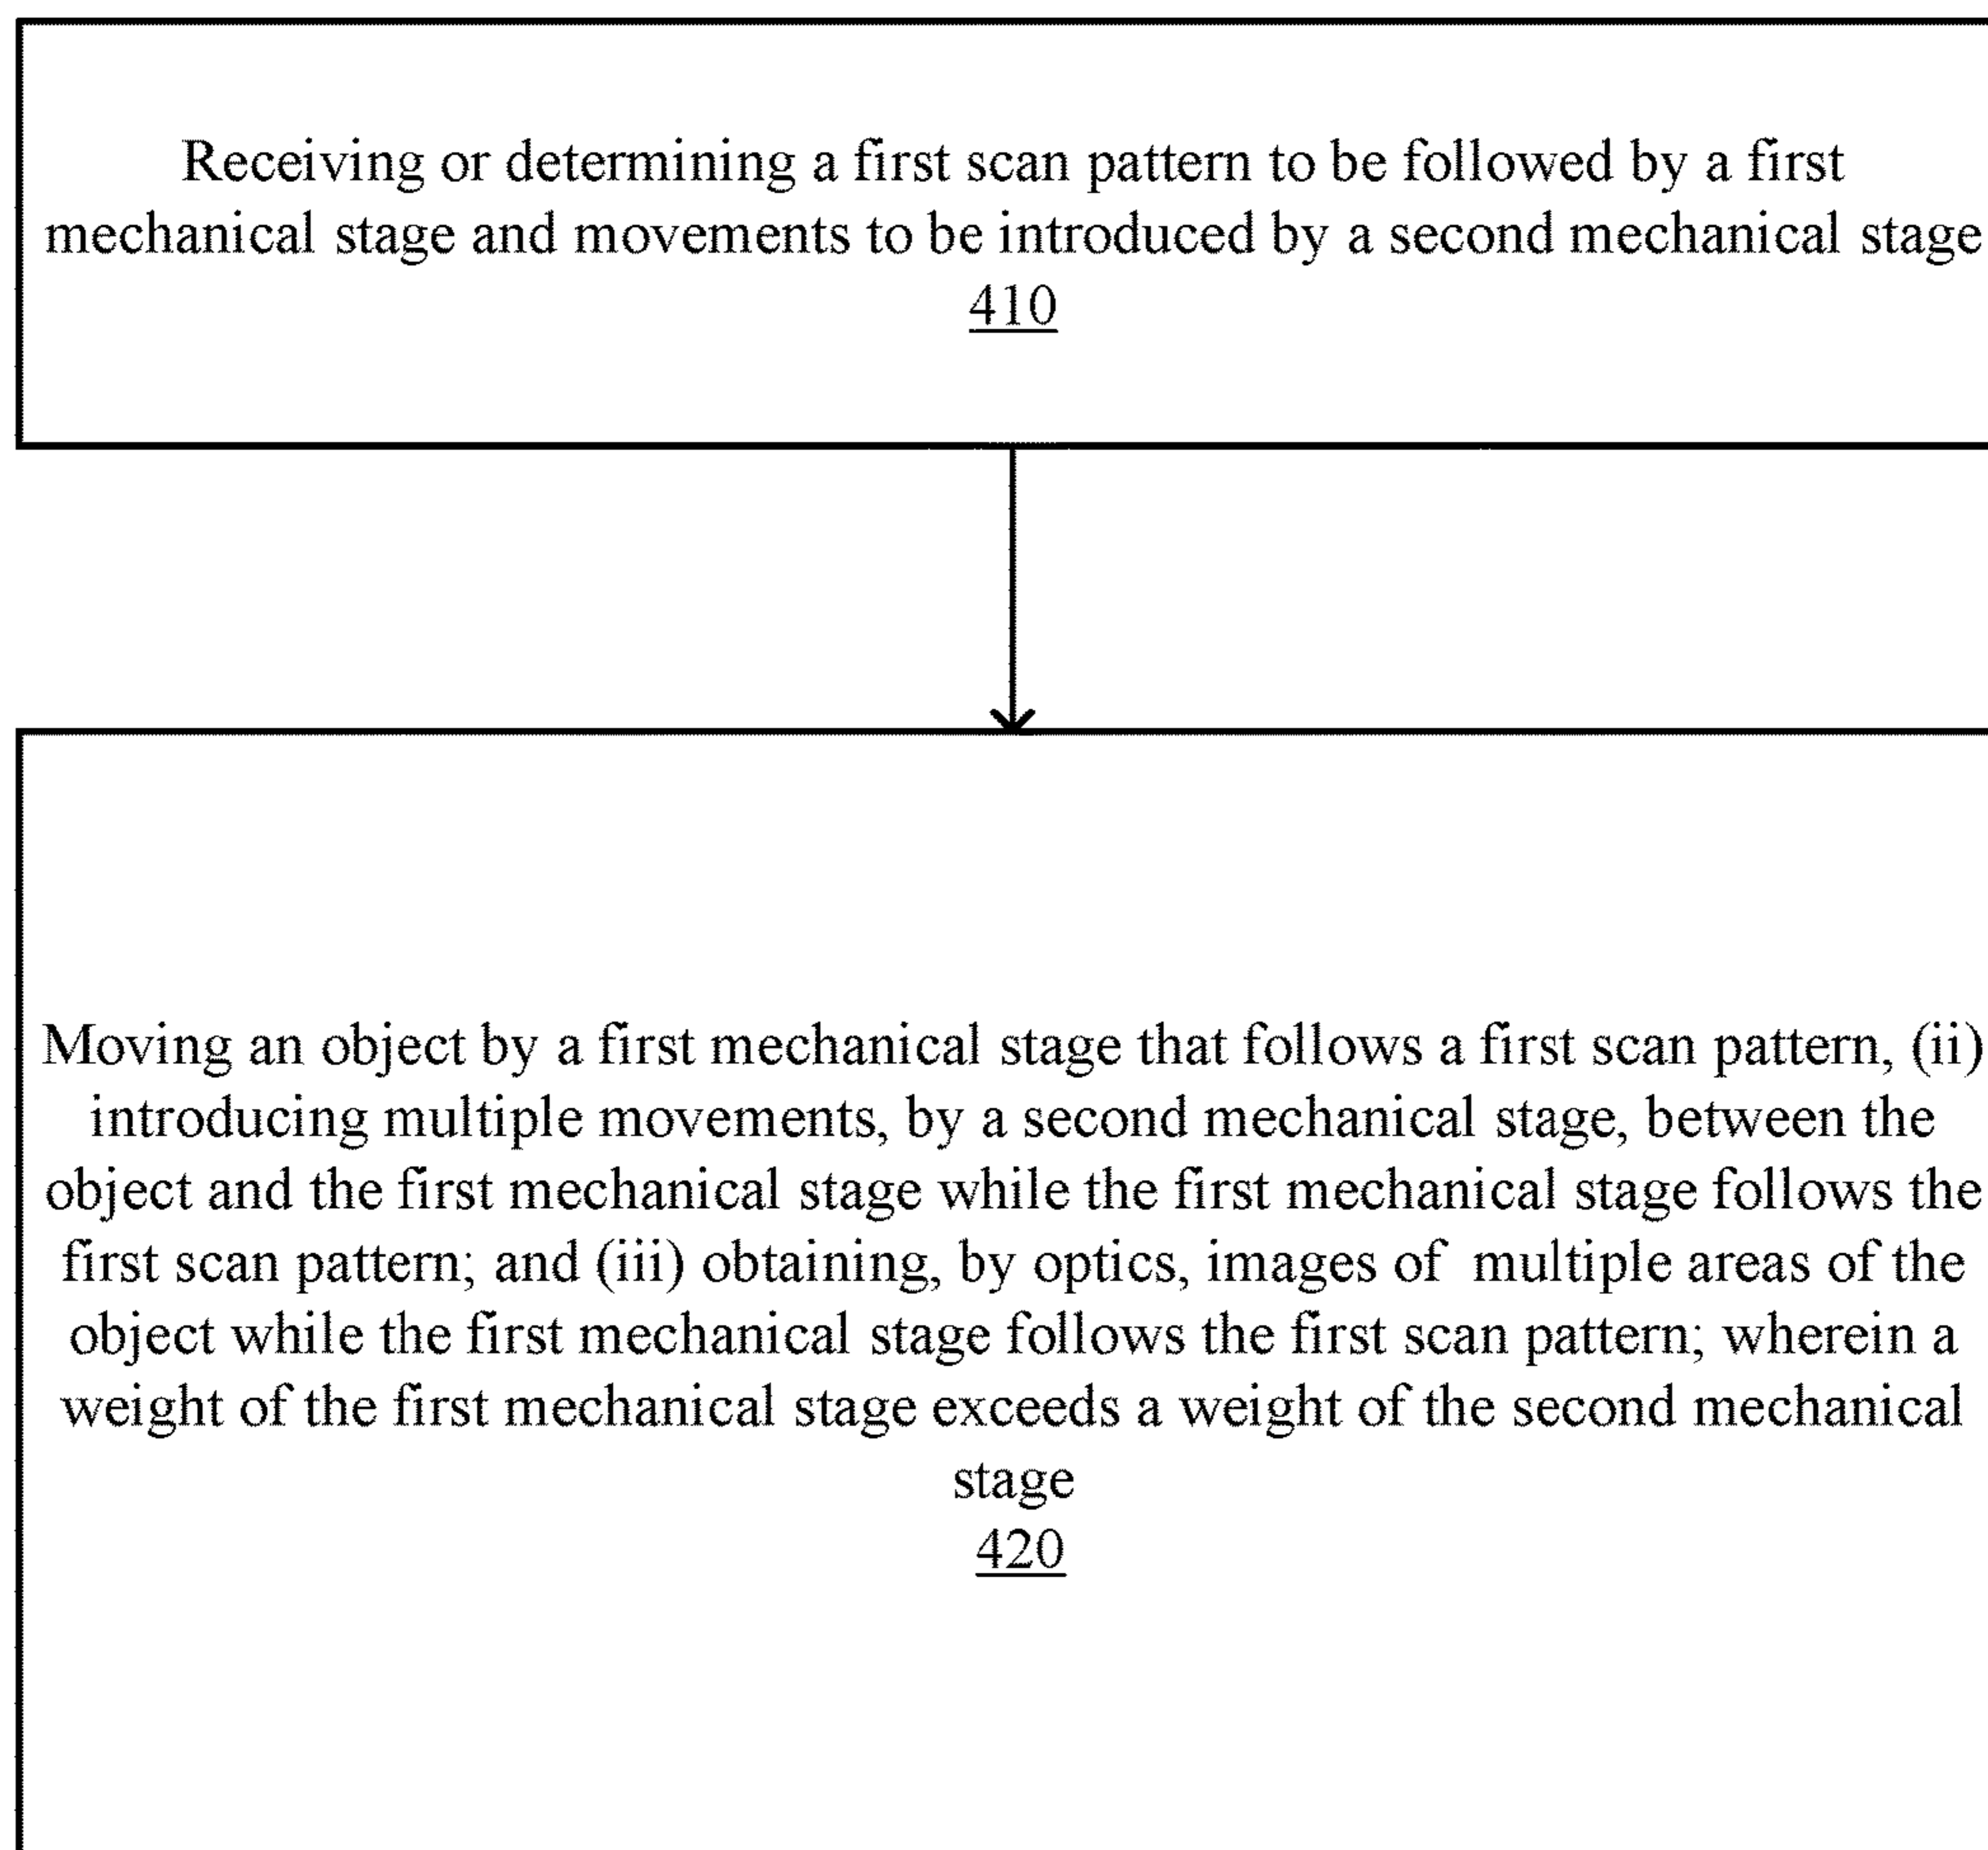 Receiving or determining a first scan pattern to be followed by a first
mechanical stage and movements to be introduced by a second mechanical stage
410
Moving an object by a first mechanical stage that follows a first scan pattern, (ii)
introducing multiple movements, by a second mechanical stage, between the
object and the first mechanical stage while the first mechanical stage follows the
first scan pattern; and (iii) obtaining, by optics, images of multiple areas of the
object while the first mechanical stage follows the first scan pattern; wherein a
weight of the first mechanical stage exceeds a weight of the second mechanical
stage
420